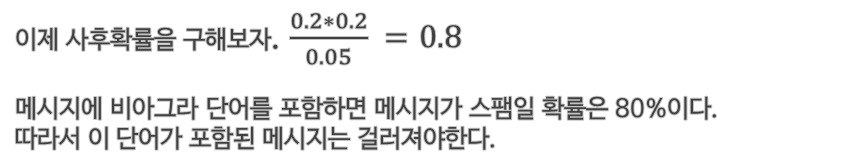 이제 사후확률을 구해보자. 0.2*0.2/0.05 = 0.8
메시지에 비아그라 단어를 포함하면 메시지가 스팸일 확률은 80%이다.
따라서 이 단어가 포함된 메시지는 걸러져야한다.